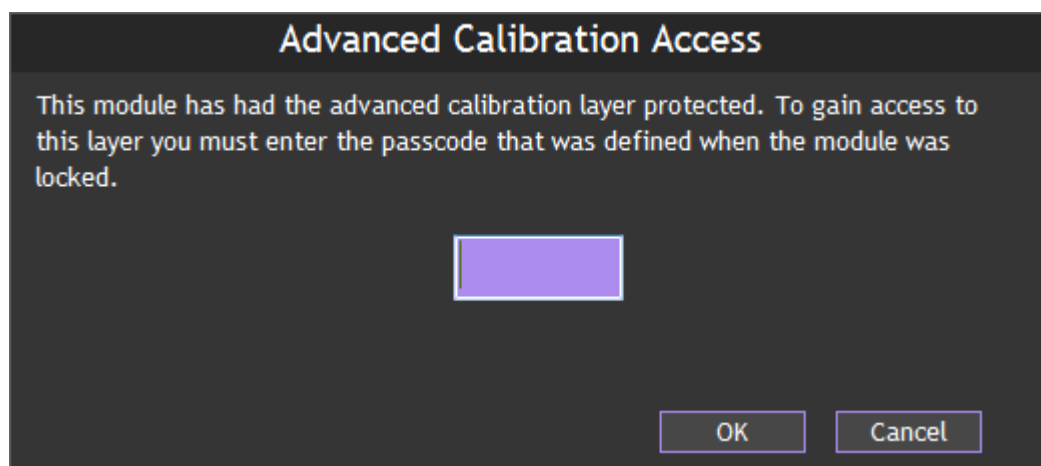 Advanced Calibration Access
This module has had the advanced calibration layer protected. To gain access to
this layer you must enter the passcode that was defined when the module was
locked.
OK
Cancel